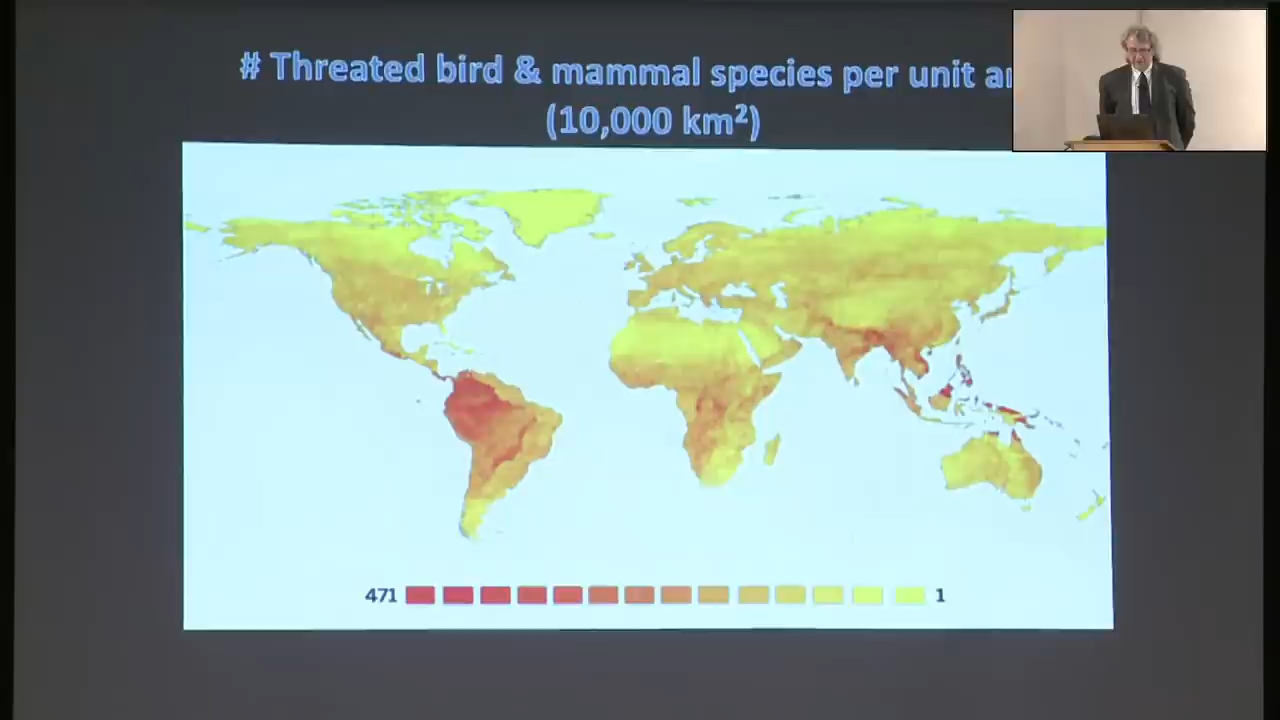 # Threated bird & mammal species per unit
(10,000 km²)
471
1